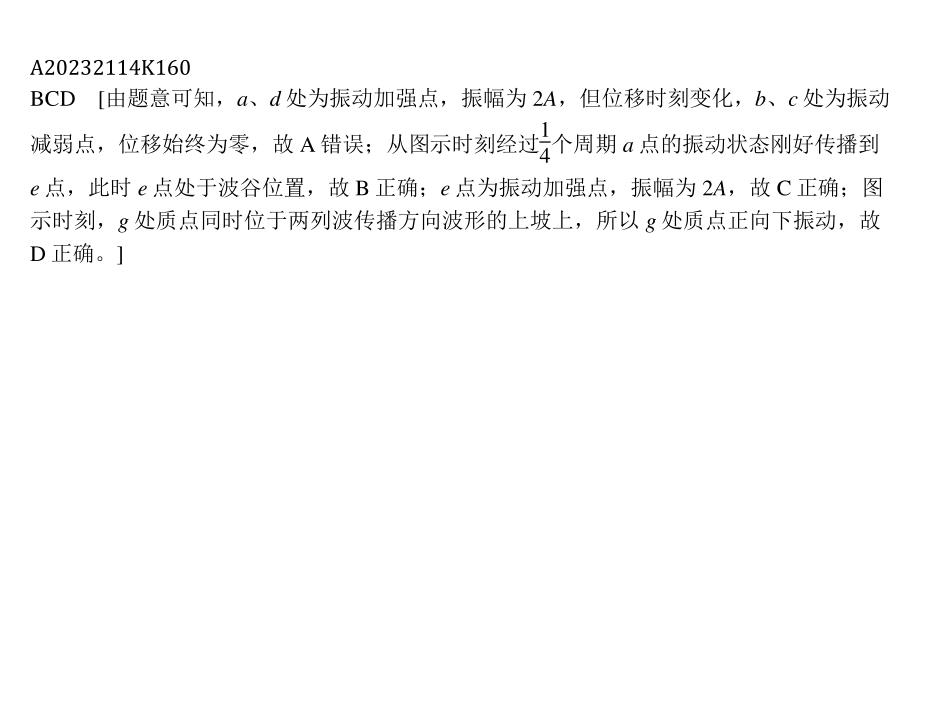 A20232114K160
BCD [由题意可知，a、d 处为振动加强点，振幅为 2A，但位移时刻变化，b、c 处为振动
减弱点，位移始终为零，故 A 错误；从图示时刻经过1/4个周期 a 点的振动状态刚好传播到
e 点，此时 e 点处于波谷位置，故 B 正确；e 点为振动加强点，振幅为 2A，故 C 正确；图
示时刻，g 处质点同时位于两列波传播方向波形的上坡上，所以 g 处质点正向下振动，故
D 正确。]